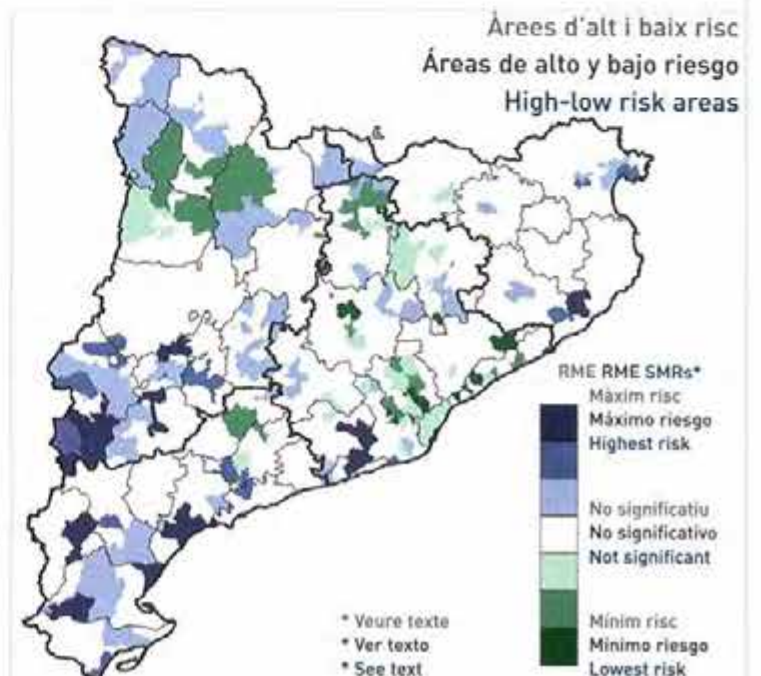 Àrees d'alt i baix risc
Áreas de alto y bajo riesgo
High-low risk areas
RME RME SMRs*
Màxim risc
Máximo riesgo
Highest risk
No significatiu
No significativo
Not significant
Mínim risc
Mínimo riesgo
Lowest risk
* Veure texte
* Ver texto
* See text